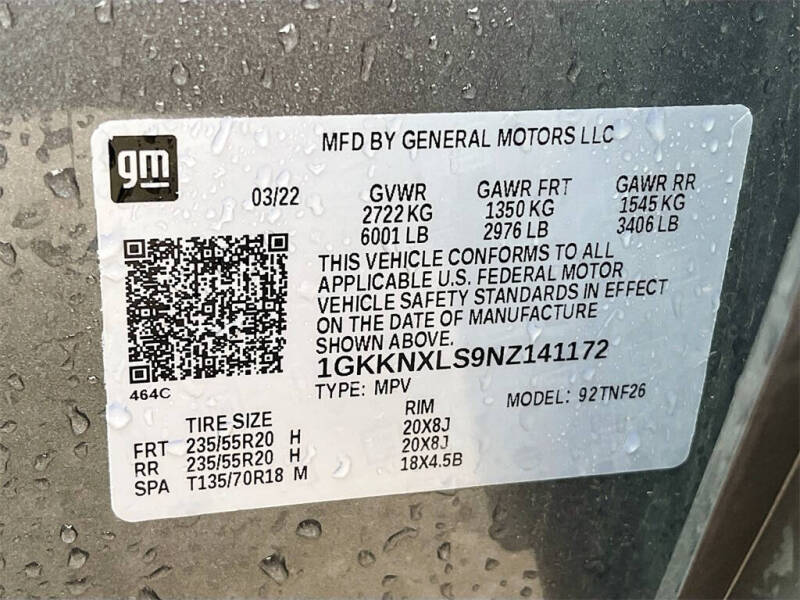 MFD BY GENERAL MOTORS LLC
gm
03/22 GVWR GAWR FRT GAWR RR
2722 KG 1350 KG 1545 KG
6001 LB 2976 LB 3406 LB
THIS VEHICLE CONFORMS TO ALL
APPLICABLE U.S. FEDERAL MOTOR
VEHICLE SAFETY STANDARDS IN EFFECT
ON THE DATE OF MANUFACTURE
SHOWN ABOVE.
1GKKNXLS9NZ141172
464C
TYPE: MPV MODEL: 92TNF26
TIRE SIZE RIM
FRT 235/55R20 H 20X8J
RR 235/55R20 H 20X8J
SPA T135/70R18 M 18X4.5B